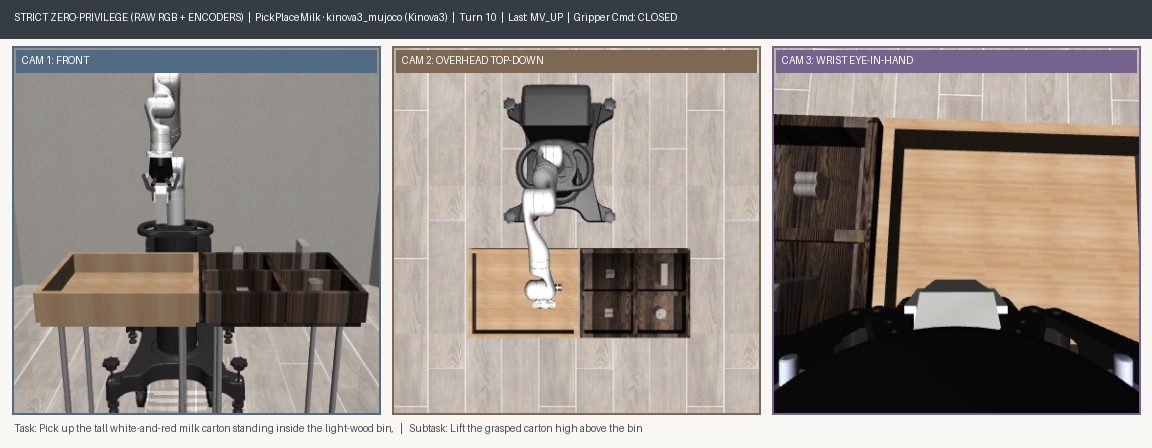 STRICT ZERO-PRIVILEGE (RAW RGB + ENCODERS) | PickPlaceMilk · kinova3_mujoco (Kinova3) | Turn 10 | Last: MV_UP | Gripper Cmd: CLOSED
CAM 1: FRONT
CAM 2: OVERHEAD TOP-DOWN
CAM 3: WRIST EYE-IN-HAND
Task: Pick up the tall white-and-red milk carton standing inside the light-wood bin, | Subtask: Lift the grasped carton high above the bin